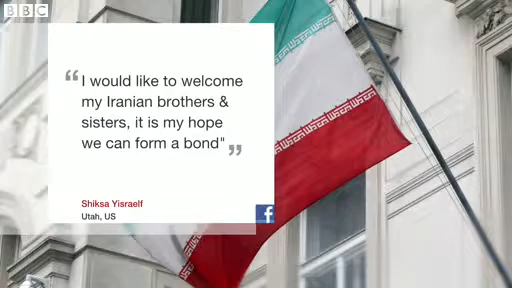 BBC
“I would like to welcome
my Iranian brothers &
sisters, it is my hope
we can form a bond" ”
Shiksa Yisraelf
Utah, US
f